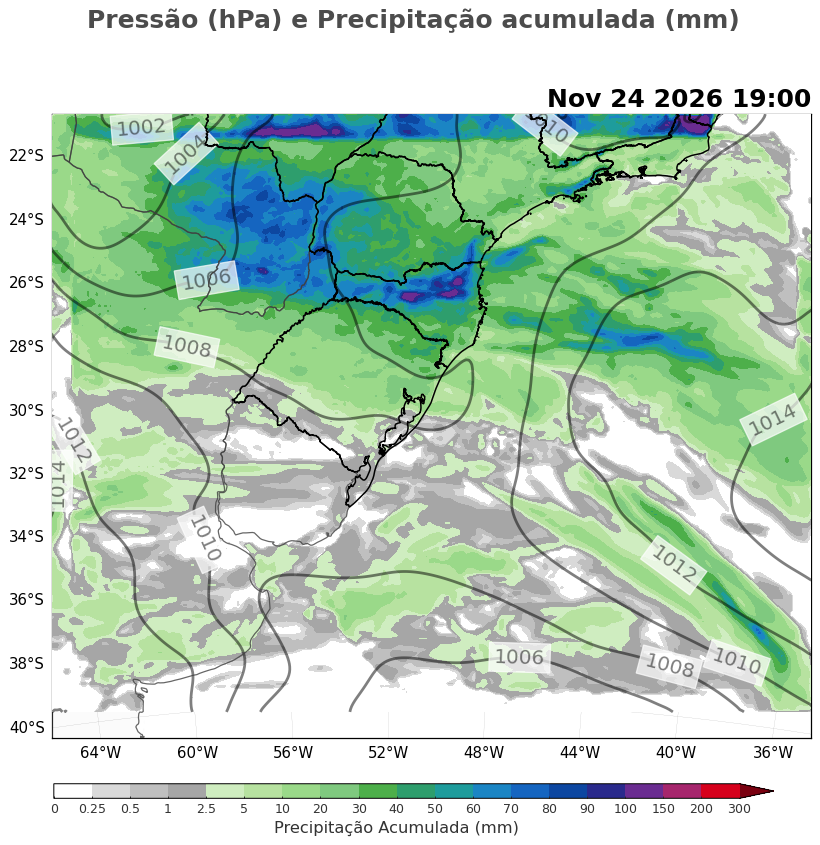 Pressão (hPa) e Precipitação acumulada (mm)
Nov 24 2026 19:00
1002
1004
1010
22°S
24°S
26°S
1006
28°S
1008
30°S
1012
1014
32°S
1014
34°S
1010
1012
36°S
38°S
1006
1008
1010
40°S
64°W 60°W 56°W 52°W 48°W 44°W 40°W 36°W
0 0.25 0.5 1 2.5 5 10 20 30 40 50 60 70 80 90 100 150 200 300
Precipitação Acumulada (mm)